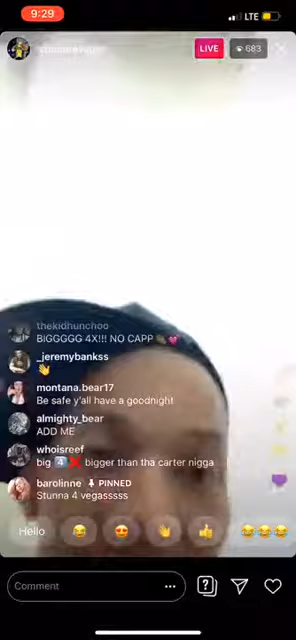 9:29
LTE
LIVE
683
thekidhunchoo
BIGGGGG 4X!!! NO CAPP
_jeremybankss
👋
montana.bear17
Be safe y'all have a goodnight
almighty_bear
ADD ME
whoisreef
big 4️⃣❌ bigger than tha carter nigga
barolinne PINNED
Stunna 4 vegasssss
Hello 😂 😍 👏 👍 😂😂😂
Comment ...